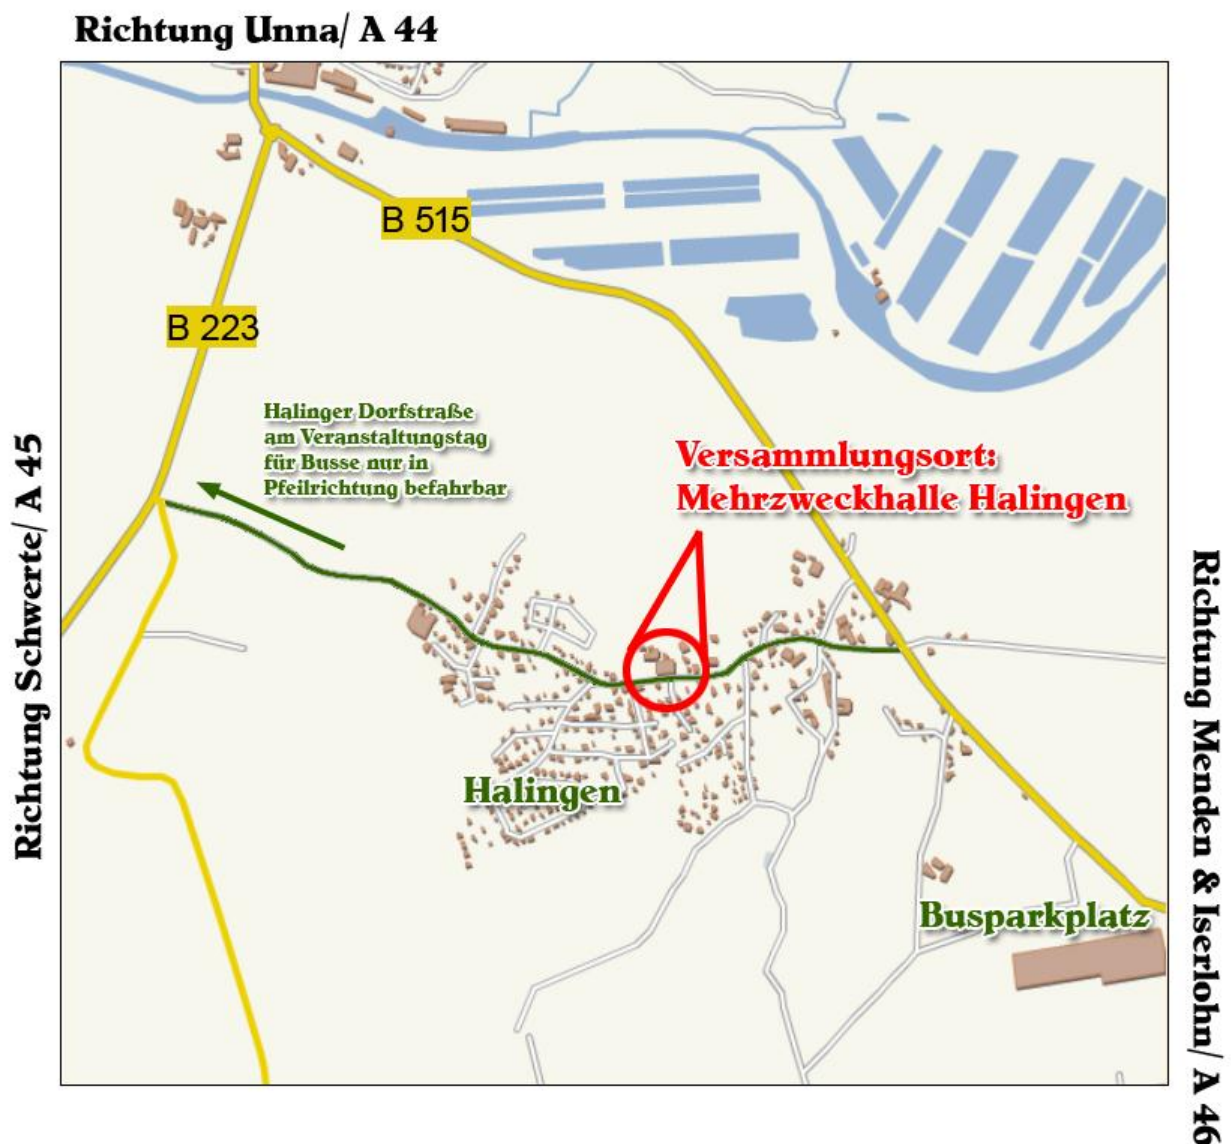 Richtung Unna/ A 44
B 515
B 223
Halinger Dorfstraße
am Veranstaltungstag
für Busse nur in
Pfeilrichtung befahrbar
Versammlungsort:
Mehrzweckhalle Halingen
Richtung Schwerte/ A 45
Richtung Menden & Iserlohn/ A 46
Halingen
Busparkplatz